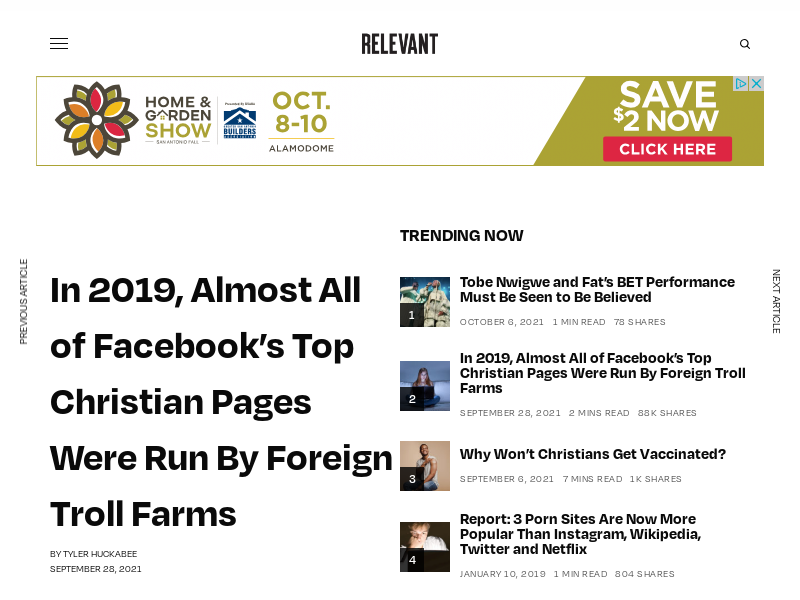 RELEVANT
HOME &
GARDEN
SHOW
SAN ANTONIO FALL
OCT.
8-10
ALAMODOME
BUILDERS
SAVE
$2 NOW
CLICK HERE
PREVIOUS ARTICLE
NEXT ARTICLE
In 2019, Almost All
of Facebook’s Top
Christian Pages
Were Run By Foreign
Troll Farms
BY TYLER HUCKABEE
SEPTEMBER 28, 2021
TRENDING NOW
1
Tobe Nwigwe and Fat’s BET Performance
Must Be Seen to Be Believed
OCTOBER 6, 2021 1 MIN READ 78 SHARES
2
In 2019, Almost All of Facebook’s Top
Christian Pages Were Run By Foreign Troll
Farms
SEPTEMBER 28, 2021 2 MINS READ 88K SHARES
3
Why Won’t Christians Get Vaccinated?
SEPTEMBER 6, 2021 7 MINS READ 1K SHARES
4
Report: 3 Porn Sites Are Now More
Popular Than Instagram, Wikipedia,
Twitter and Netflix
JANUARY 10, 2019 1 MIN READ 804 SHARES